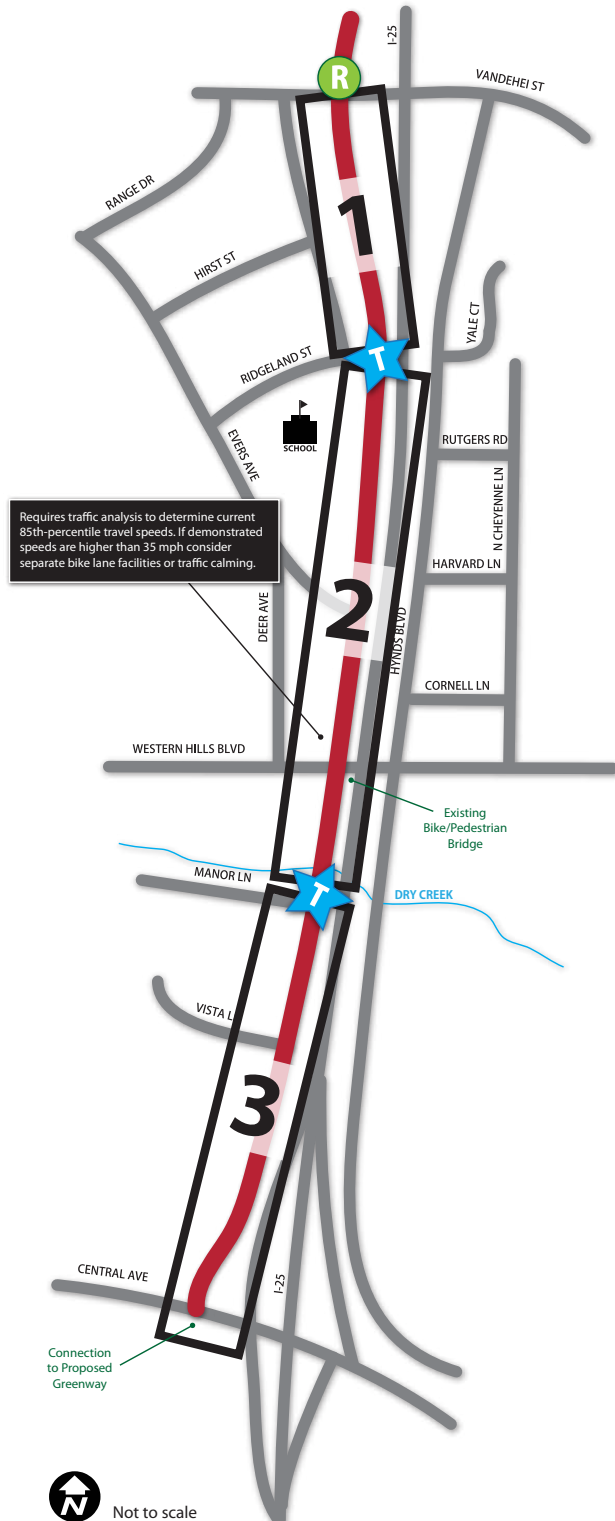 I-25
R
VANDEHEI ST
RANGE DR
1
HIRST ST
YALE CT
RIDGELAND ST
T
SCHOOL
EVERS AVE
RUTGERS RD
N CHEYENNE LN
Requires traffic analysis to determine current
85th-percentile travel speeds. If demonstrated
speeds are higher than 35 mph consider
separate bike lane facilities or traffic calming.
HARVARD LN
2
DEER AVE
HYNDS BLVD
CORNELL LN
WESTERN HILLS BLVD
Existing
Bike/Pedestrian
Bridge
MANOR LN
T
DRY CREEK
VISTA L
3
CENTRAL AVE
I-25
Connection
to Proposed
Greenway
N
Not to scale